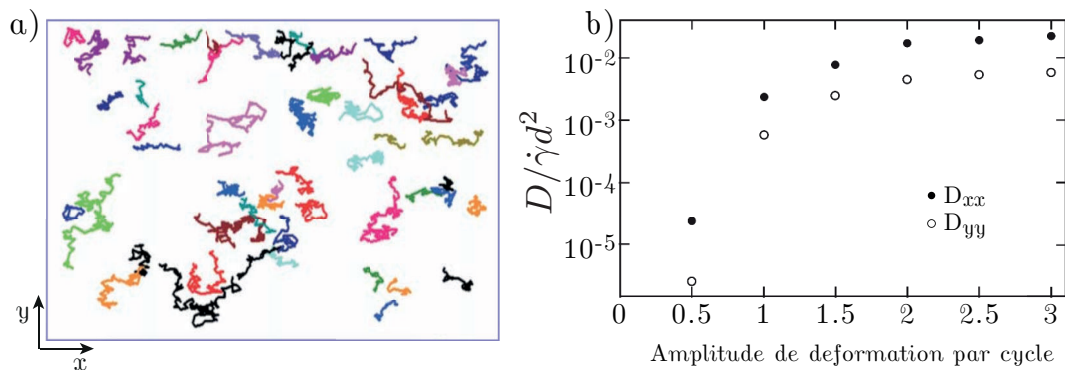 a)
y
x
b)
D/γ̇d²
10⁻²
10⁻³
10⁻⁴
10⁻⁵
D_xx
D_yy
0 0.5 1 1.5 2 2.5 3
Amplitude de deformation par cycle